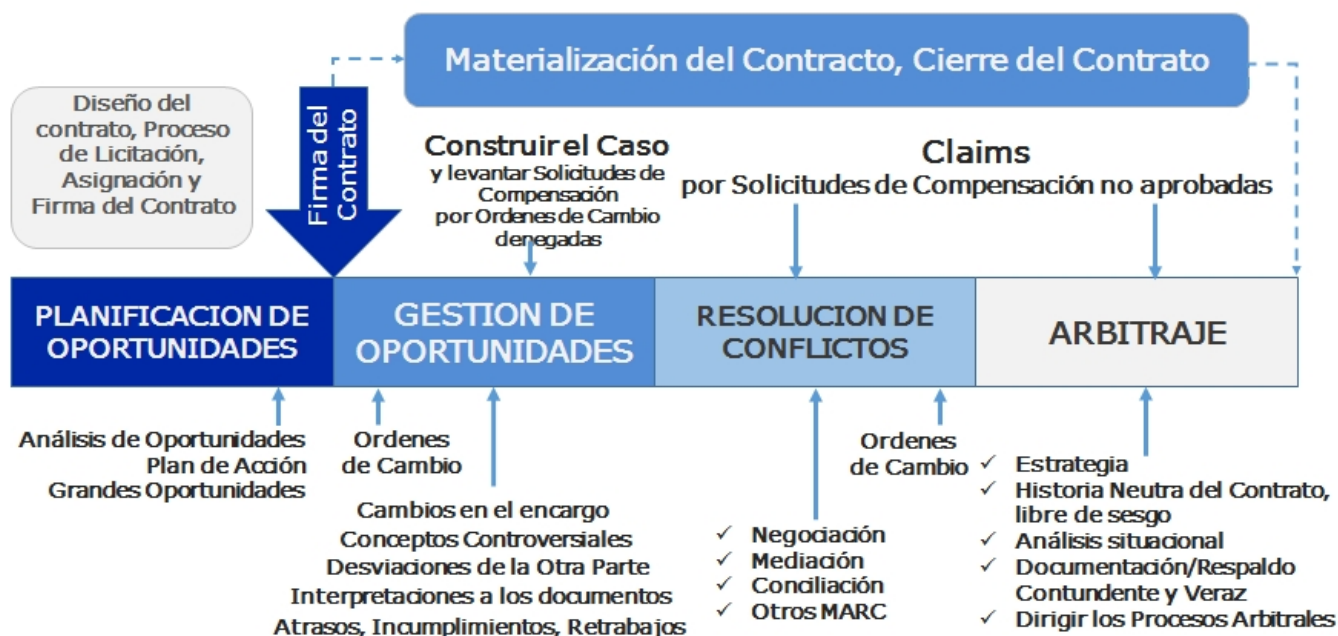 Materialización del Contracto, Cierre del Contrato
Diseño del
contrato, Proceso
de Licitación,
Asignación y
Firma del Contrato
Firma del
Contrato
Construir el Caso
y levantar Solicitudes de
Compensación
por Ordenes de Cambio
denegadas
Claims
por Solicitudes de Compensación no aprobadas
PLANIFICACION DE
OPORTUNIDADES
GESTION DE
OPORTUNIDADES
RESOLUCION DE
CONFLICTOS
ARBITRAJE
Análisis de Oportunidades
Plan de Acción
Grandes Oportunidades
Ordenes
de Cambio
Cambios en el encargo
Conceptos Controversiales
Desviaciones de la Otra Parte
Interpretaciones a los documentos
Atrasos, Incumplimientos, Retrabajos
✓ Negociación
✓ Mediación
✓ Conciliación
✓ Otros MARC
Ordenes
de Cambio
✓ Estrategia
✓ Historia Neutra del Contrato,
libre de sesgo
✓ Análisis situacional
✓ Documentación/Respaldo
Contundente y Veraz
✓ Dirigir los Procesos Arbitrales